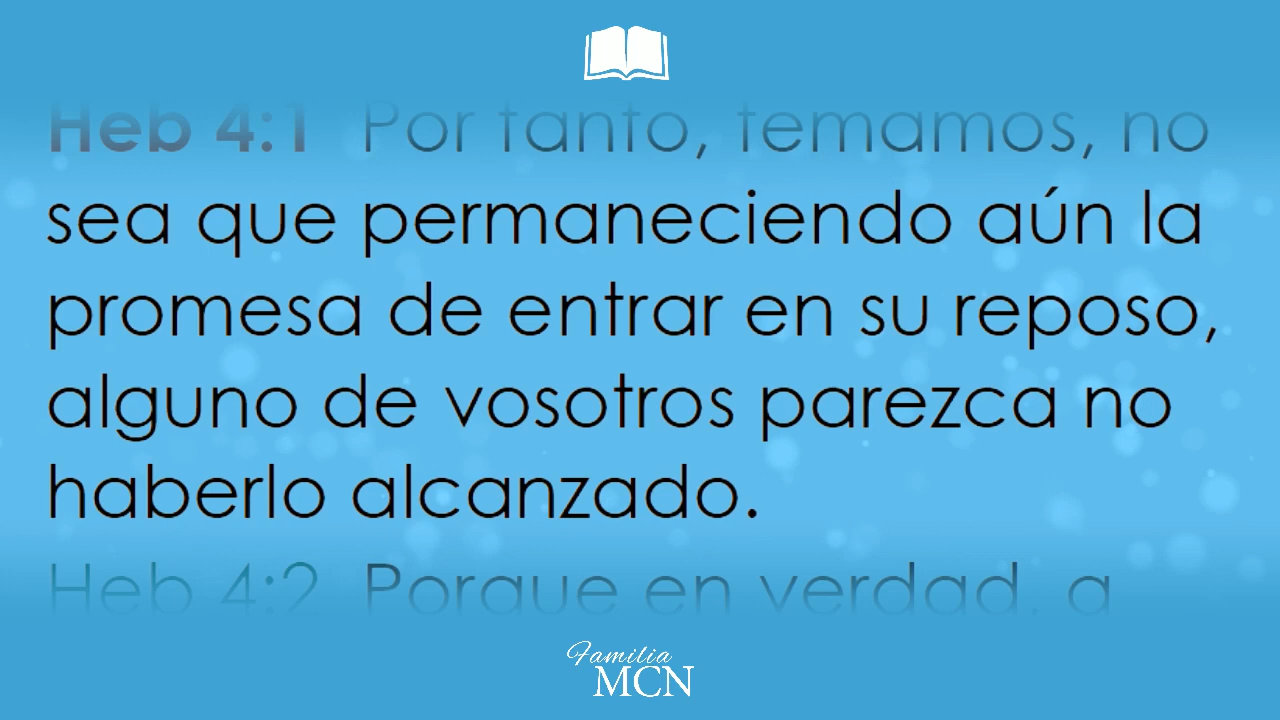 Heb 4:1 Por tanto, temamos, no
sea que permaneciendo aún la
promesa de entrar en su reposo,
alguno de vosotros parezca no
haberlo alcanzado.
Heb 4:2 Porque en verdad, a
Familia
MCN